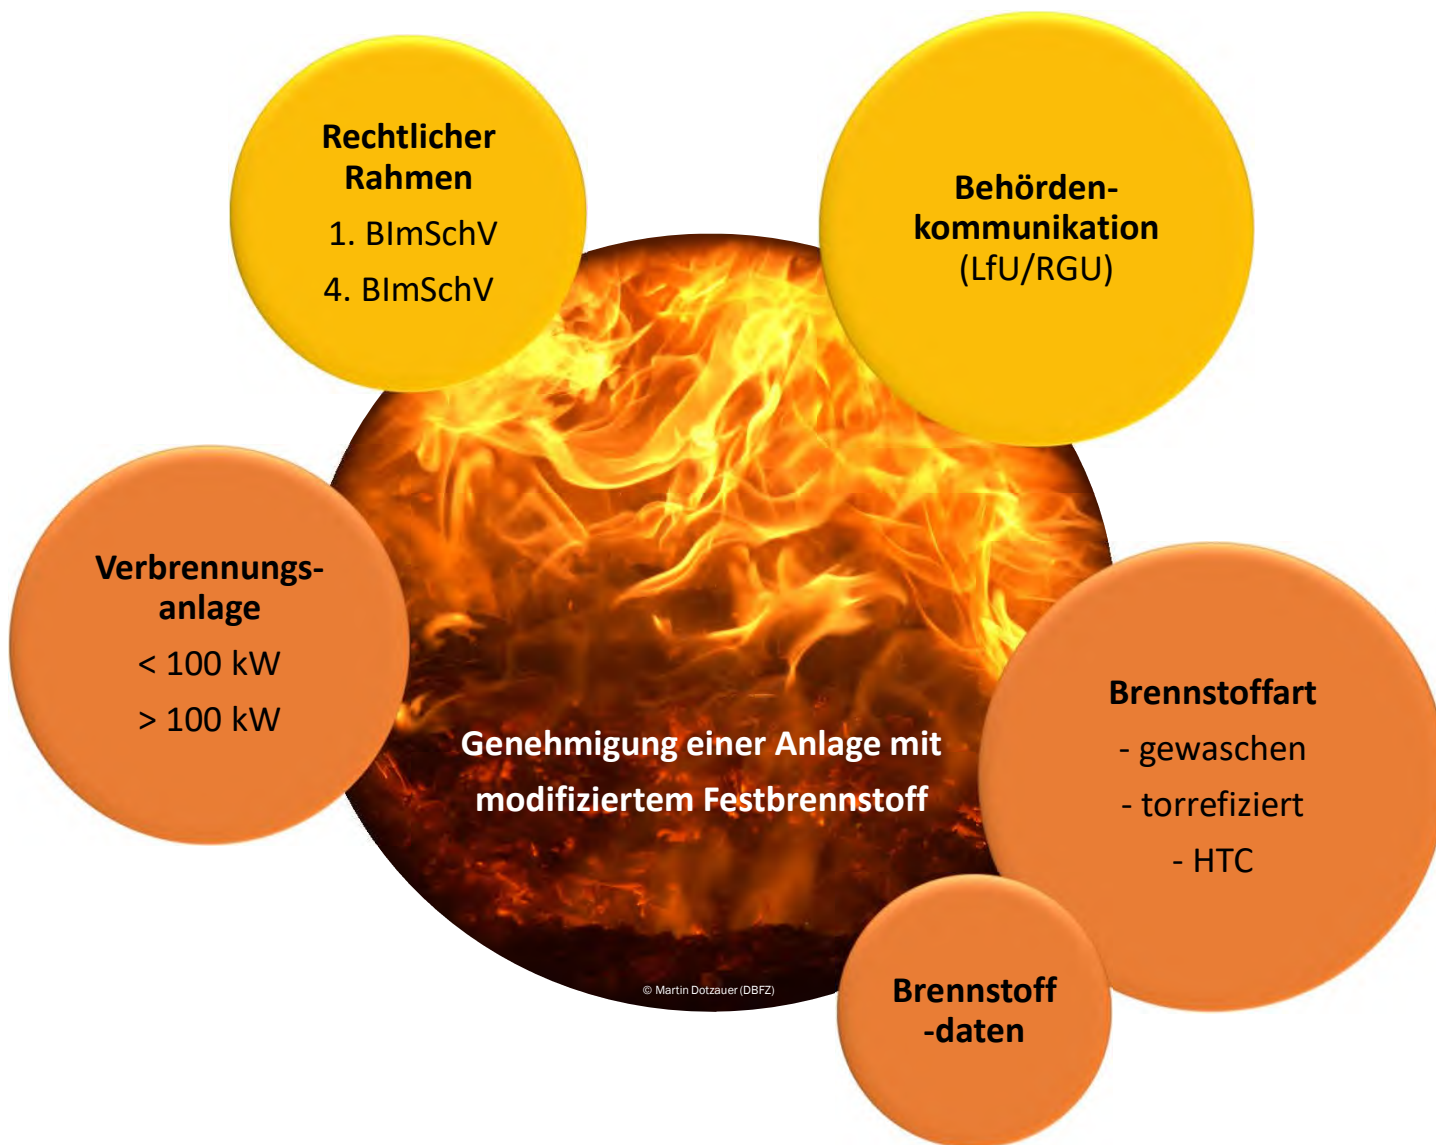 Rechtlicher
Rahmen
1. BImSchV
4. BImSchV
Behörden-
kommunikation
(LfU/RGU)
Verbrennungs-
anlage
< 100 kW
> 100 kW
Genehmigung einer Anlage mit
modifiziertem Festbrennstoff
Brennstoffart
- gewaschen
- torrefiziert
- HTC
Brennstoff
-daten
© Martin Dotzauer (DBFZ)